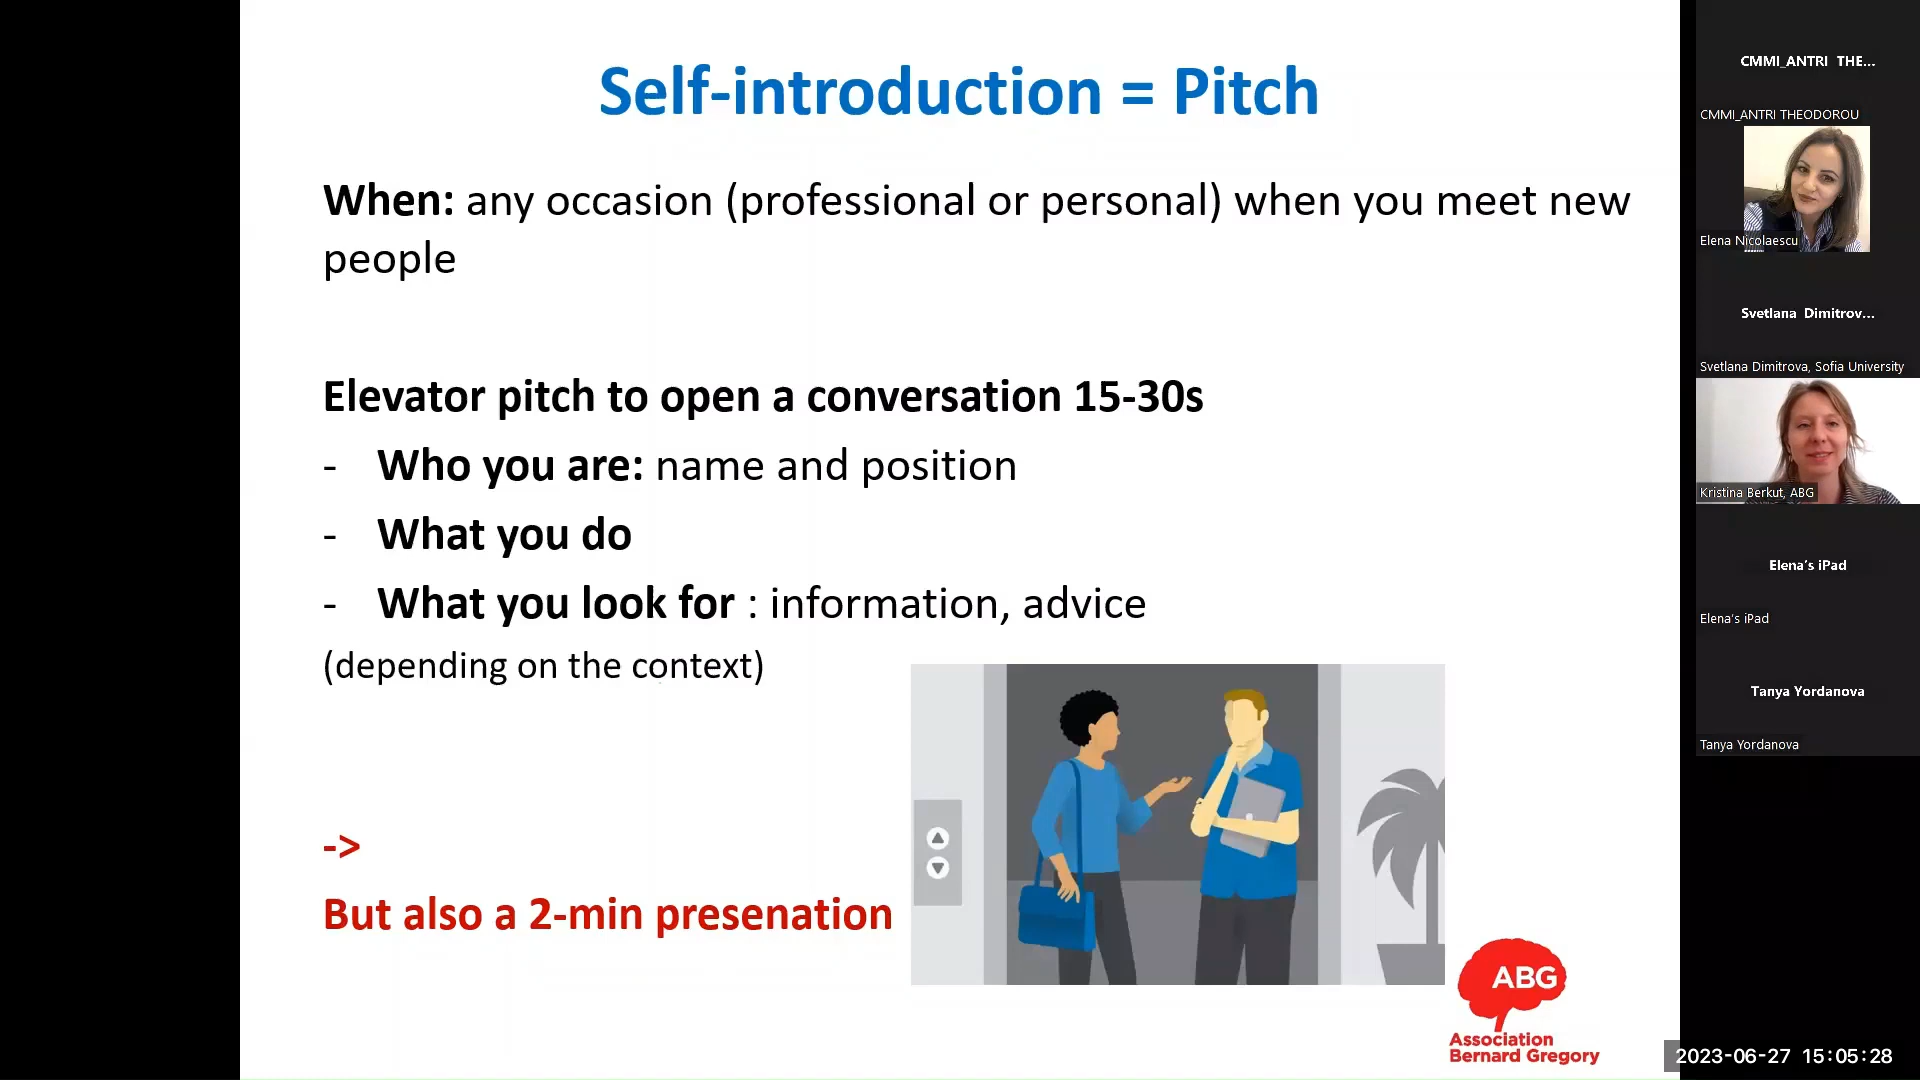 Self-introduction = Pitch
When: any occasion (professional or personal) when you meet new
people
Elevator pitch to open a conversation 15-30s
- Who you are: name and position
- What you do
- What you look for : information, advice
(depending on the context)
->
But also a 2-min presenation
ABG
Association
Bernard Gregory
CMMI_ANTRI THE...
CMMI_ANTRI THEODOROU
Elena Nicolaescu
Svetlana Dimitrov...
Svetlana Dimitrova, Sofia University
Kristina Berkut, ABG
Elena's iPad
Elena's iPad
Tanya Yordanova
Tanya Yordanova
2023-06-27 15:05:28